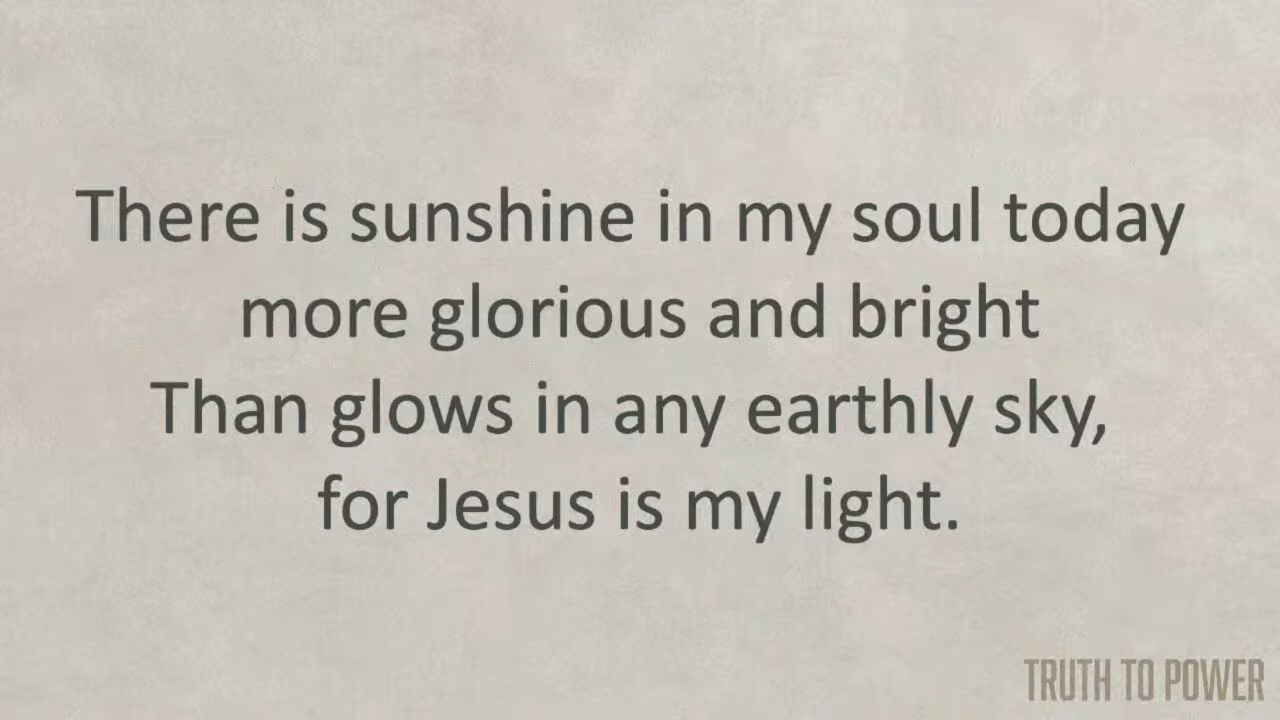 There is sunshine in my soul today
more glorious and bright
Than glows in any earthly sky,
for Jesus is my light.
TRUTH TO POWER